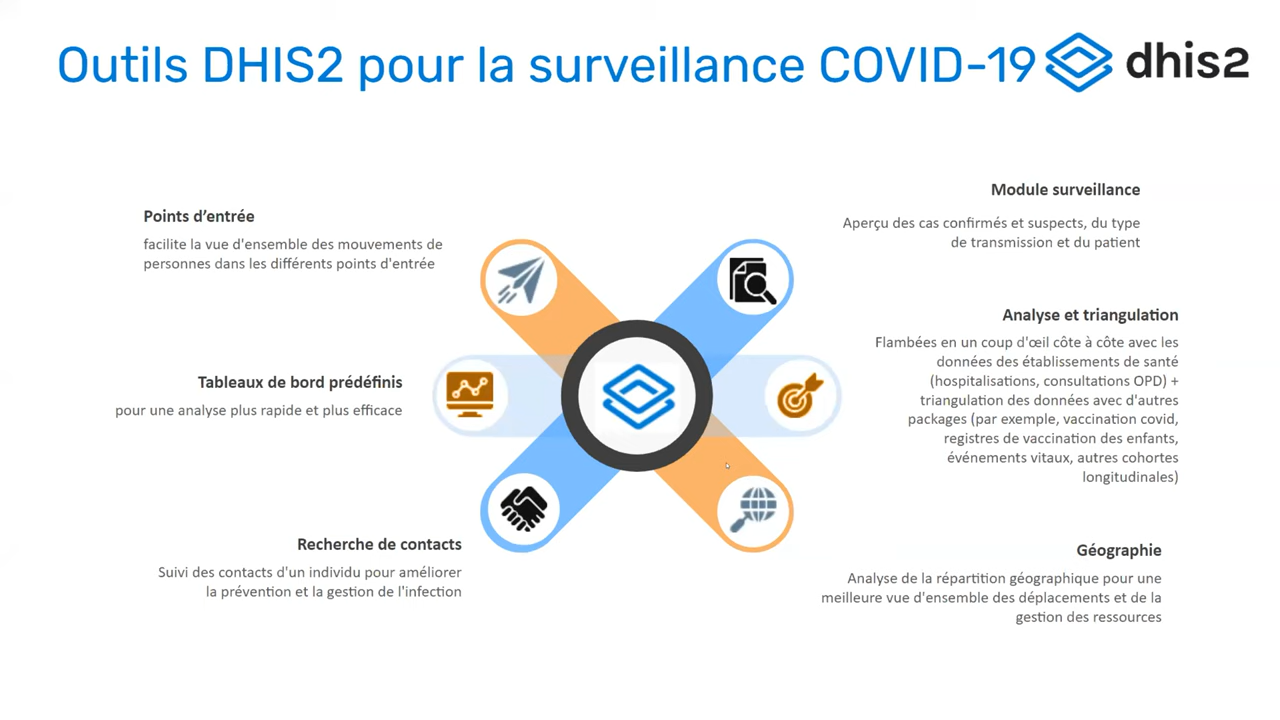 Outils DHIS2 pour la surveillance COVID-19
dhis2
Points d’entrée
facilite la vue d'ensemble des mouvements de
personnes dans les différents points d'entrée
Tableaux de bord prédéfinis
pour une analyse plus rapide et plus efficace
Recherche de contacts
Suivi des contacts d'un individu pour améliorer
la prévention et la gestion de l'infection
Module surveillance
Aperçu des cas confirmés et suspects, du type
de transmission et du patient
Analyse et triangulation
Flambées en un coup d'œil côte à côte avec les
données des établissements de santé
(hospitalisations, consultations OPD) +
triangulation des données avec d'autres
packages (par exemple, vaccination covid,
registres de vaccination des enfants,
événements vitaux, autres cohortes
longitudinales)
Géographie
Analyse de la répartition géographique pour une
meilleure vue d'ensemble des déplacements et de la
gestion des ressources